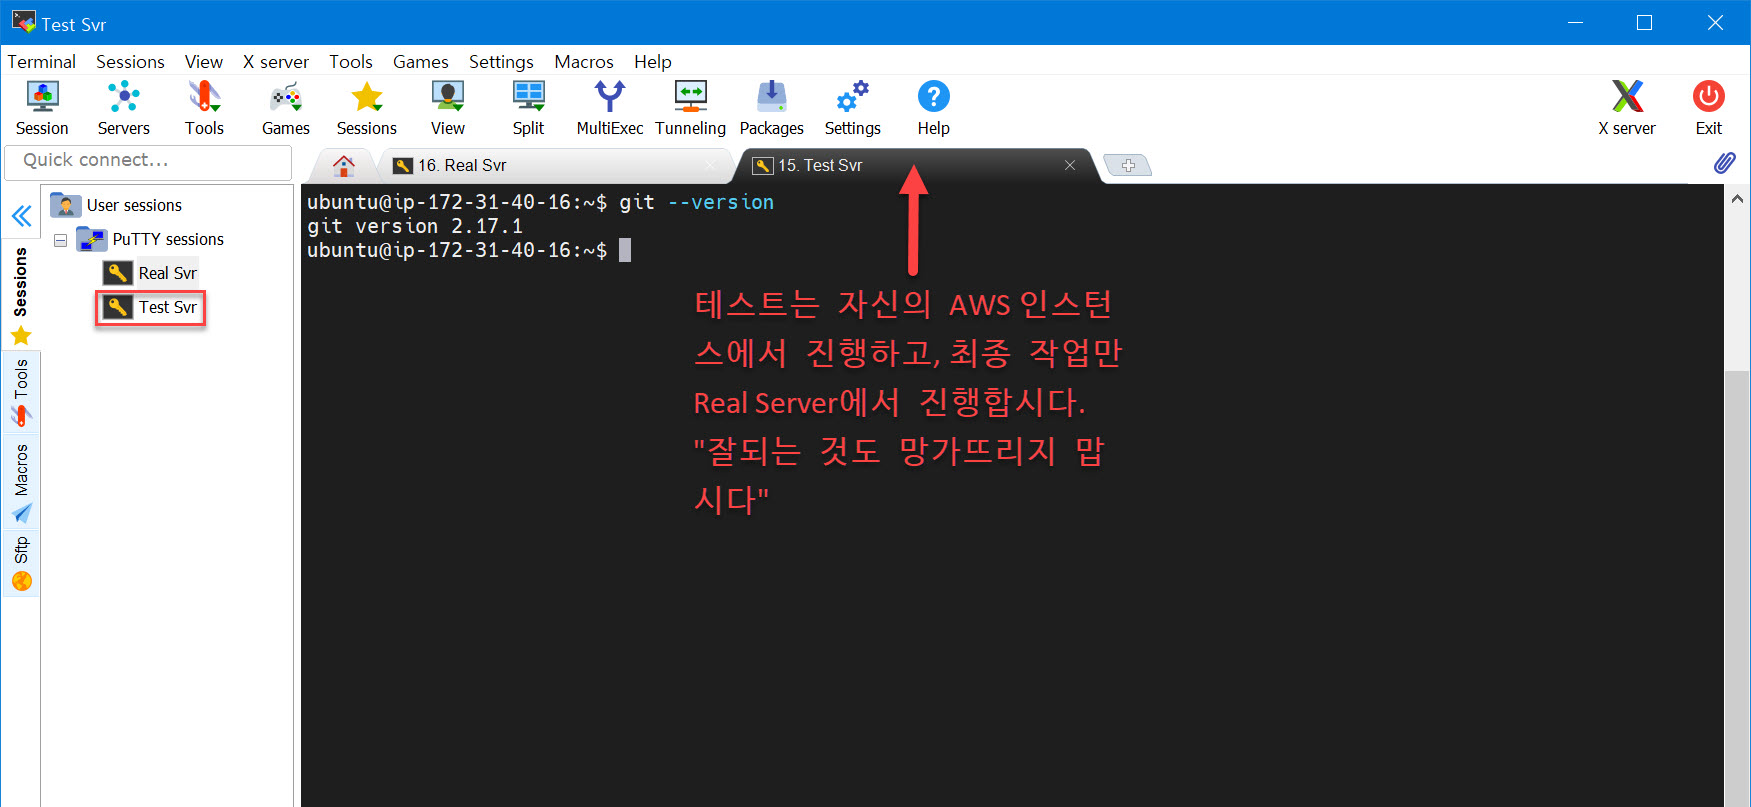 Test Svr
Terminal Sessions View X server Tools Games Settings Macros Help
Session Servers Tools Games Sessions View Split MultiExec Tunneling Packages Settings Help X server Exit
Quick connect...
16. Real Svr
15. Test Svr
User sessions
PuTTY sessions
Real Svr
Test Svr
Sessions
Tools
Macros
Sftp
ubuntu@ip-172-31-40-16:~$ git --version
git version 2.17.1
ubuntu@ip-172-31-40-16:~$
테스트는 자신의 AWS 인스턴
스에서 진행하고, 최종 작업만
Real Server에서 진행합시다.
"잘되는 것도 망가뜨리지 맙
시다"